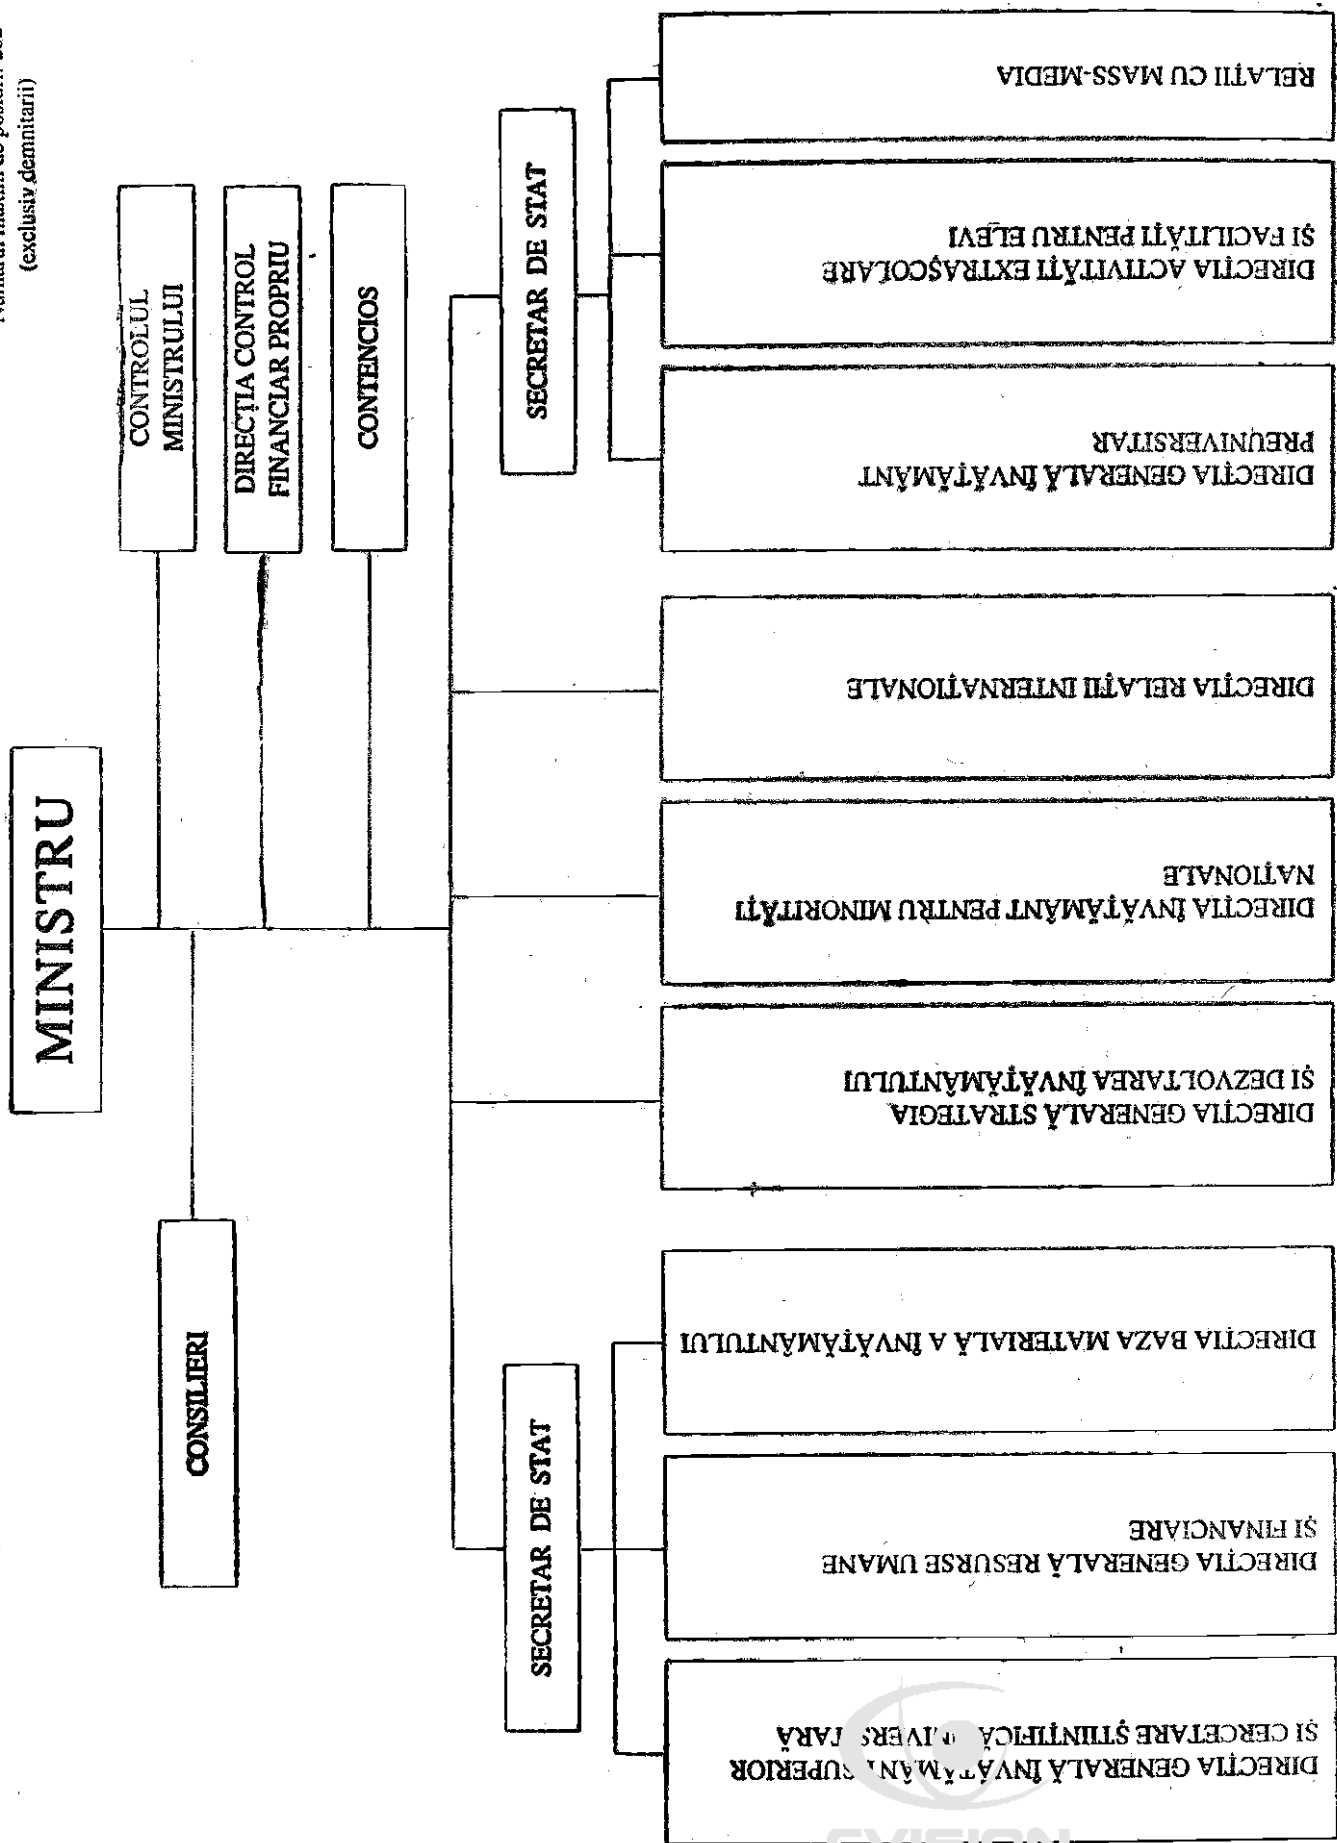 (exclusiv demnitarii)
MINISTRU
CONSILIERI
CONTROLUL
MINISTRULUI
DIRECȚIA CONTROL
FINANCIAR PROPRIU
CONTENCIOS
SECRETAR DE STAT
SECRETAR DE STAT
DIRECȚIA GENERALĂ ÎNVĂȚĂMÂNT SUPERIOR
ȘI CERCETARE ȘTIINȚIFICĂ UNIVERSITARĂ
DIRECȚIA GENERALĂ RESURSE UMANE
ȘI FINANCIARE
DIRECȚIA BAZA MATERIALĂ A ÎNVĂȚĂMÂNTULUI
DIRECȚIA GENERALĂ STRATEGIA
ȘI DEZVOLTAREA ÎNVĂȚĂMÂNTULUI
DIRECȚIA ÎNVĂȚĂMÂNT PENTRU MINORITĂȚI
NAȚIONALE
DIRECȚIA RELAȚII INTERNAȚIONALE
DIRECȚIA GENERALĂ ÎNVĂȚĂMÂNT
PREUNIVERSITAR
DIRECȚIA ACTIVITĂȚI EXTRAȘCOLARE
ȘI FACILITĂȚI PENTRU ELEVI
RELAȚII CU MASS-MEDIA